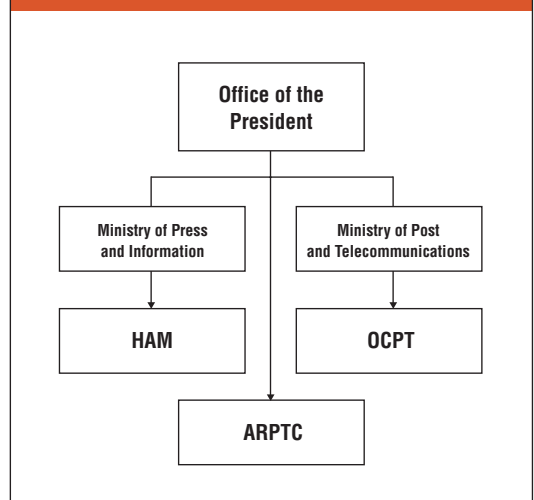 Office of the
President
Ministry of Press
and Information
Ministry of Post
and Telecommunications
HAM
OCPT
ARPTC